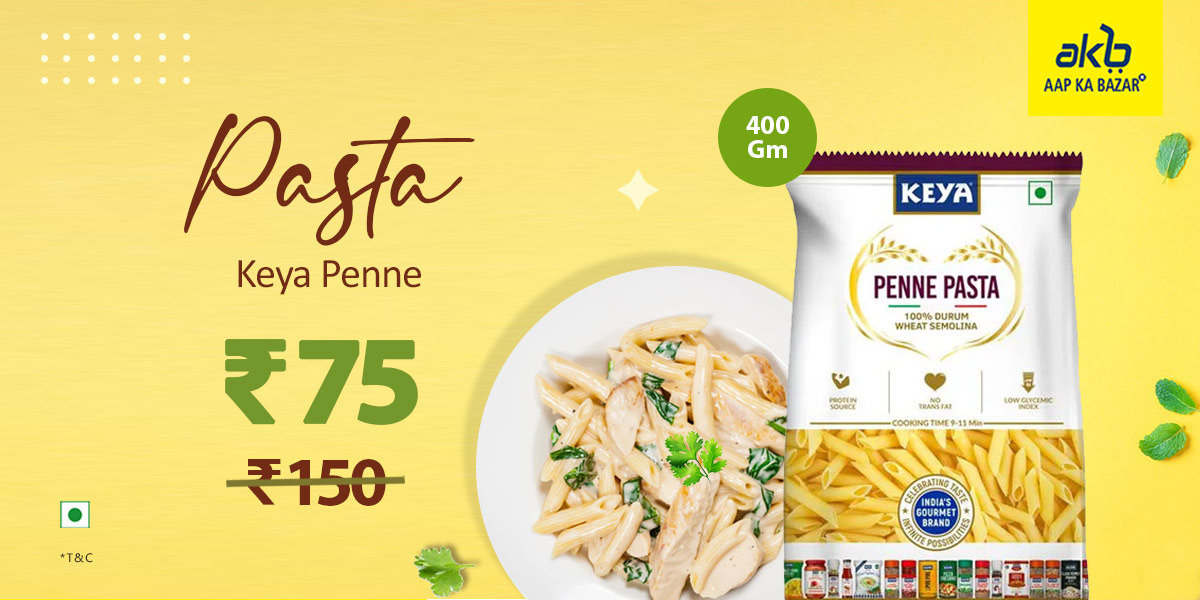 akb
AAP KA BAZAR
Pasta
Keya Penne
₹75
₹150
*T&C
400
Gm
KEYA
PENNE PASTA
100% DURUM
WHEAT SEMOLINA
PROTEIN
SOURCE
NO
TRANS FAT
LOW GLYCEMIC
INDEX
COOKING TIME 9-11 Min
CELEBRATING TASTE
INDIA'S
GOURMET
BRAND
INFINITE POSSIBILITIES